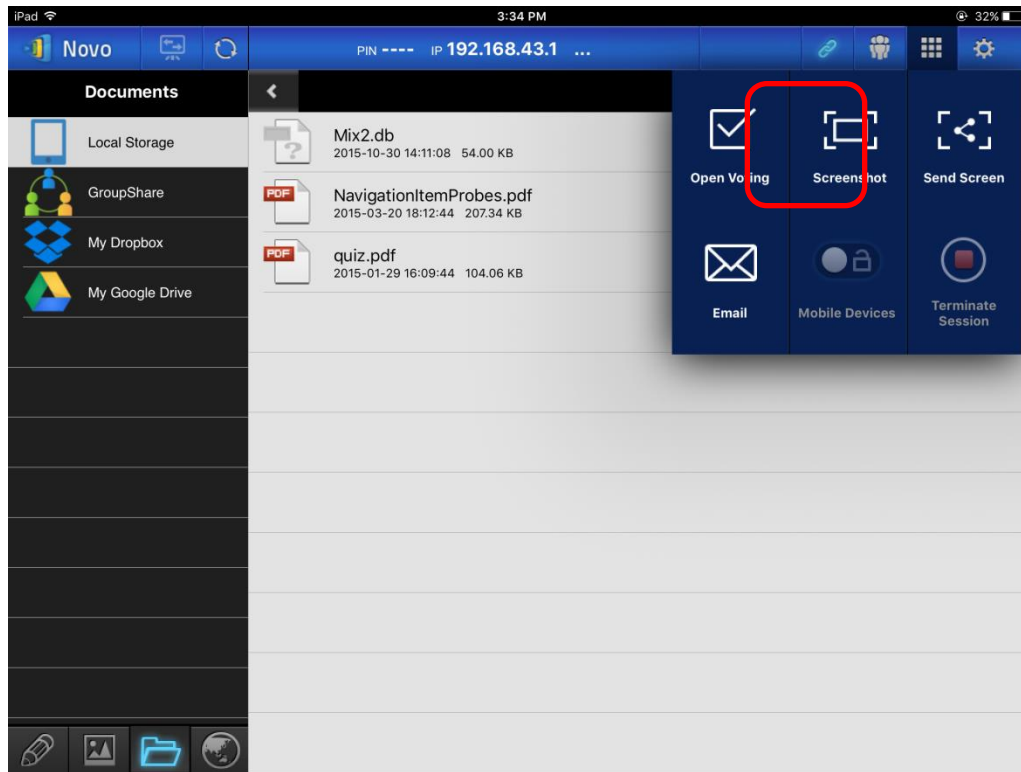 iPad 3:34 PM 32%
Novo PIN ---- IP 192.168.43.1 ...
Documents
Local Storage
GroupShare
My Dropbox
My Google Drive
?
Mix2.db
2015-10-30 14:11:08 54.00 KB
PDF
NavigationItemProbes.pdf
2015-03-20 18:12:44 207.34 KB
PDF
quiz.pdf
2015-01-29 16:09:44 104.06 KB
Open Voting
Screenshot
Send Screen
Email
Mobile Devices
Terminate
Session